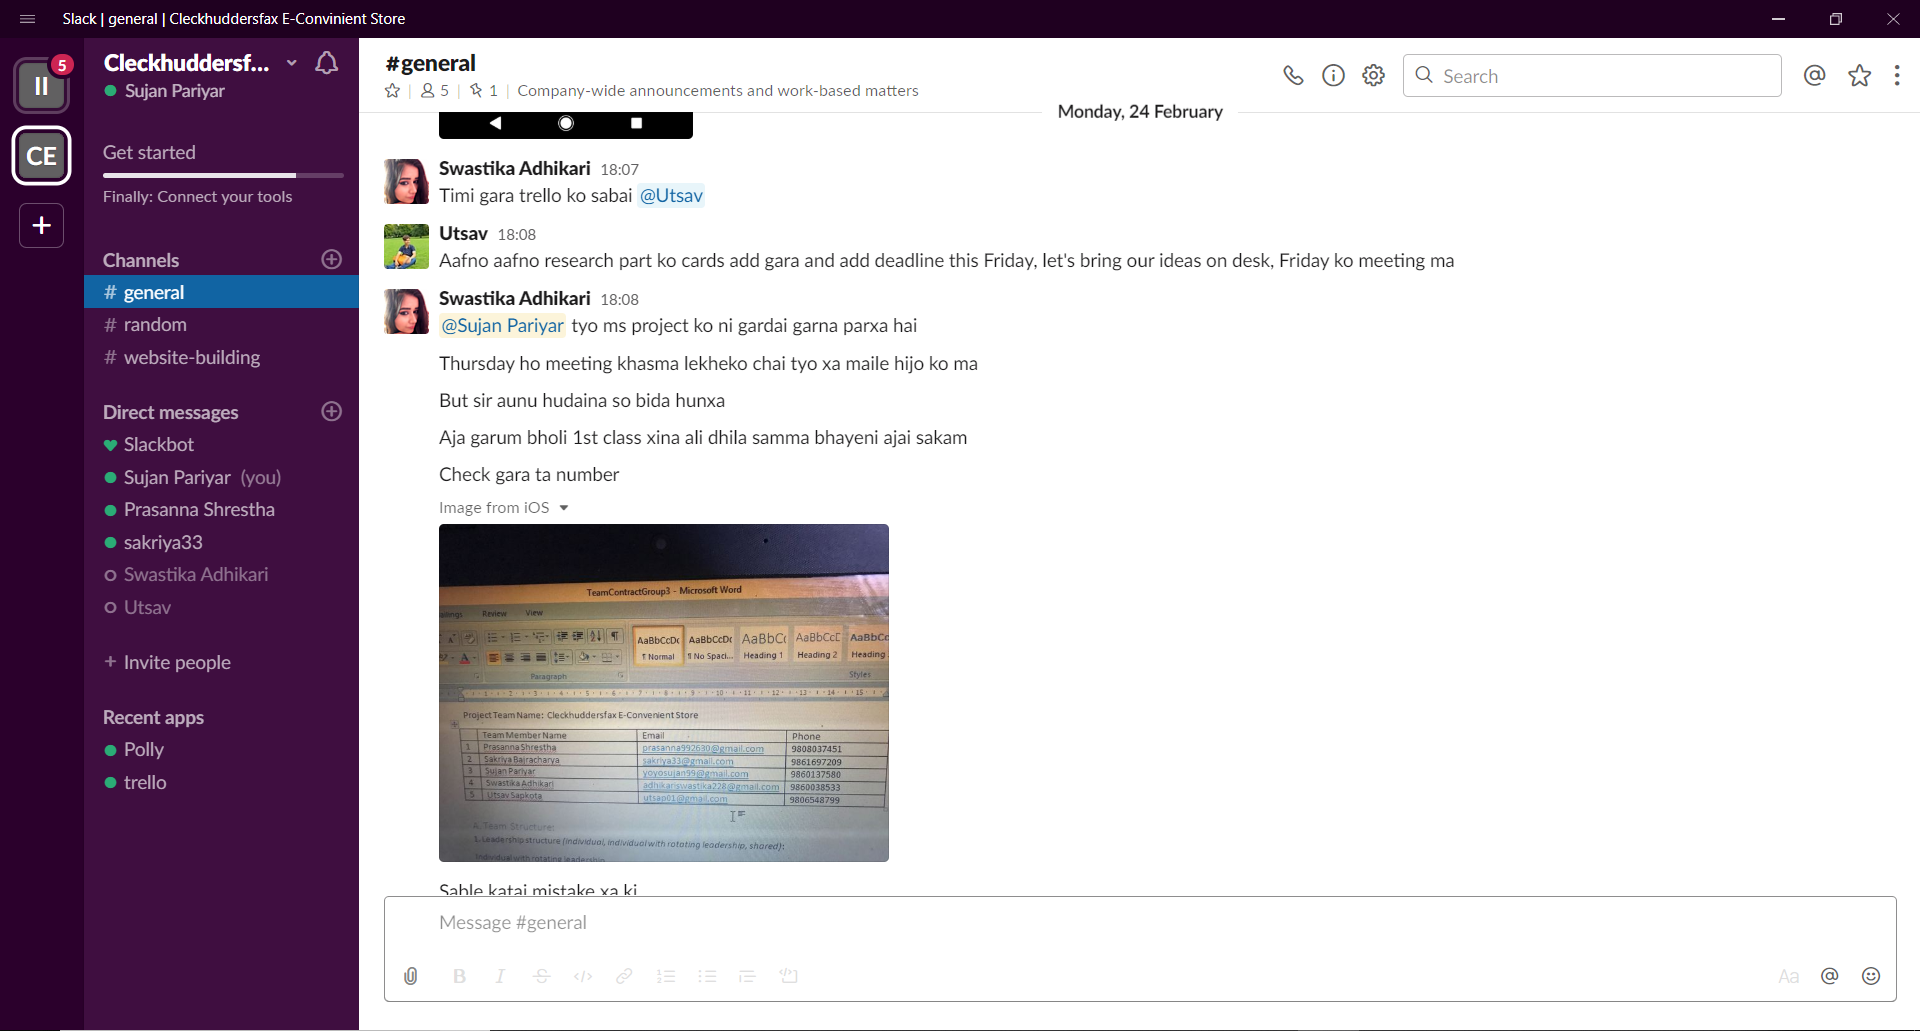 Slack | general | Cleckhuddersfax E-Convinient Store
II
5
CE
+
Cleckhuddersf...
Sujan Pariyar
Get started
Finally: Connect your tools
Channels
# general
# random
# website-building
Direct messages
Slackbot
Sujan Pariyar (you)
Prasanna Shrestha
sakriya33
Swastika Adhikari
Utsav
+ Invite people
Recent apps
Polly
trello
#general
5 | 1 | Company-wide announcements and work-based matters
Search
Monday, 24 February
Swastika Adhikari 18:07
Timi gara trello ko sabai @Utsav
Utsav 18:08
Aafno aafno research part ko cards add gara and add deadline this Friday, let's bring our ideas on desk, Friday ko meeting ma
Swastika Adhikari 18:08
@Sujan Pariyar tyo ms project ko ni gardai garna parxa hai
Thursday ho meeting khasma lekheko chai tyo xa maile hijo ko ma
But sir aunu hudaina so bida hunxa
Aja garum bholi 1st class xina ali dhila samma bhayeni ajai sakam
Check gara ta number
Image from iOS
TeamContractGroup3 - Microsoft Word
Review View
AaBbCcDc AaBbCcDc AaBbC AaBbCcD AaBbCc
¶ Normal ¶ No Spaci... Heading 1 Heading 2 Heading
Paragraph Styles
Project Team Name: Cleckhuddersfax E-Convenient Store
Team Member Name Email Phone
1 Prasanna Shrestha prasanna992630@gmail.com 9808037451
2 Sakriya Bajracharya sakriya33@gmail.com 9861697209
3 Sujan Pariyar yoyosujan99@gmail.com 9860137580
4 Swastika Adhikari adhikariswastika228@gmail.com 9860038533
5 Utsav Sapkota utsap01@gmail.com 9806548799
A. Team Structure:
1. Leadership structure (individual, individual with rotating leadership, shared):
Individual with rotating leadership
Sable katai mistake xa ki
Message #general
Aa